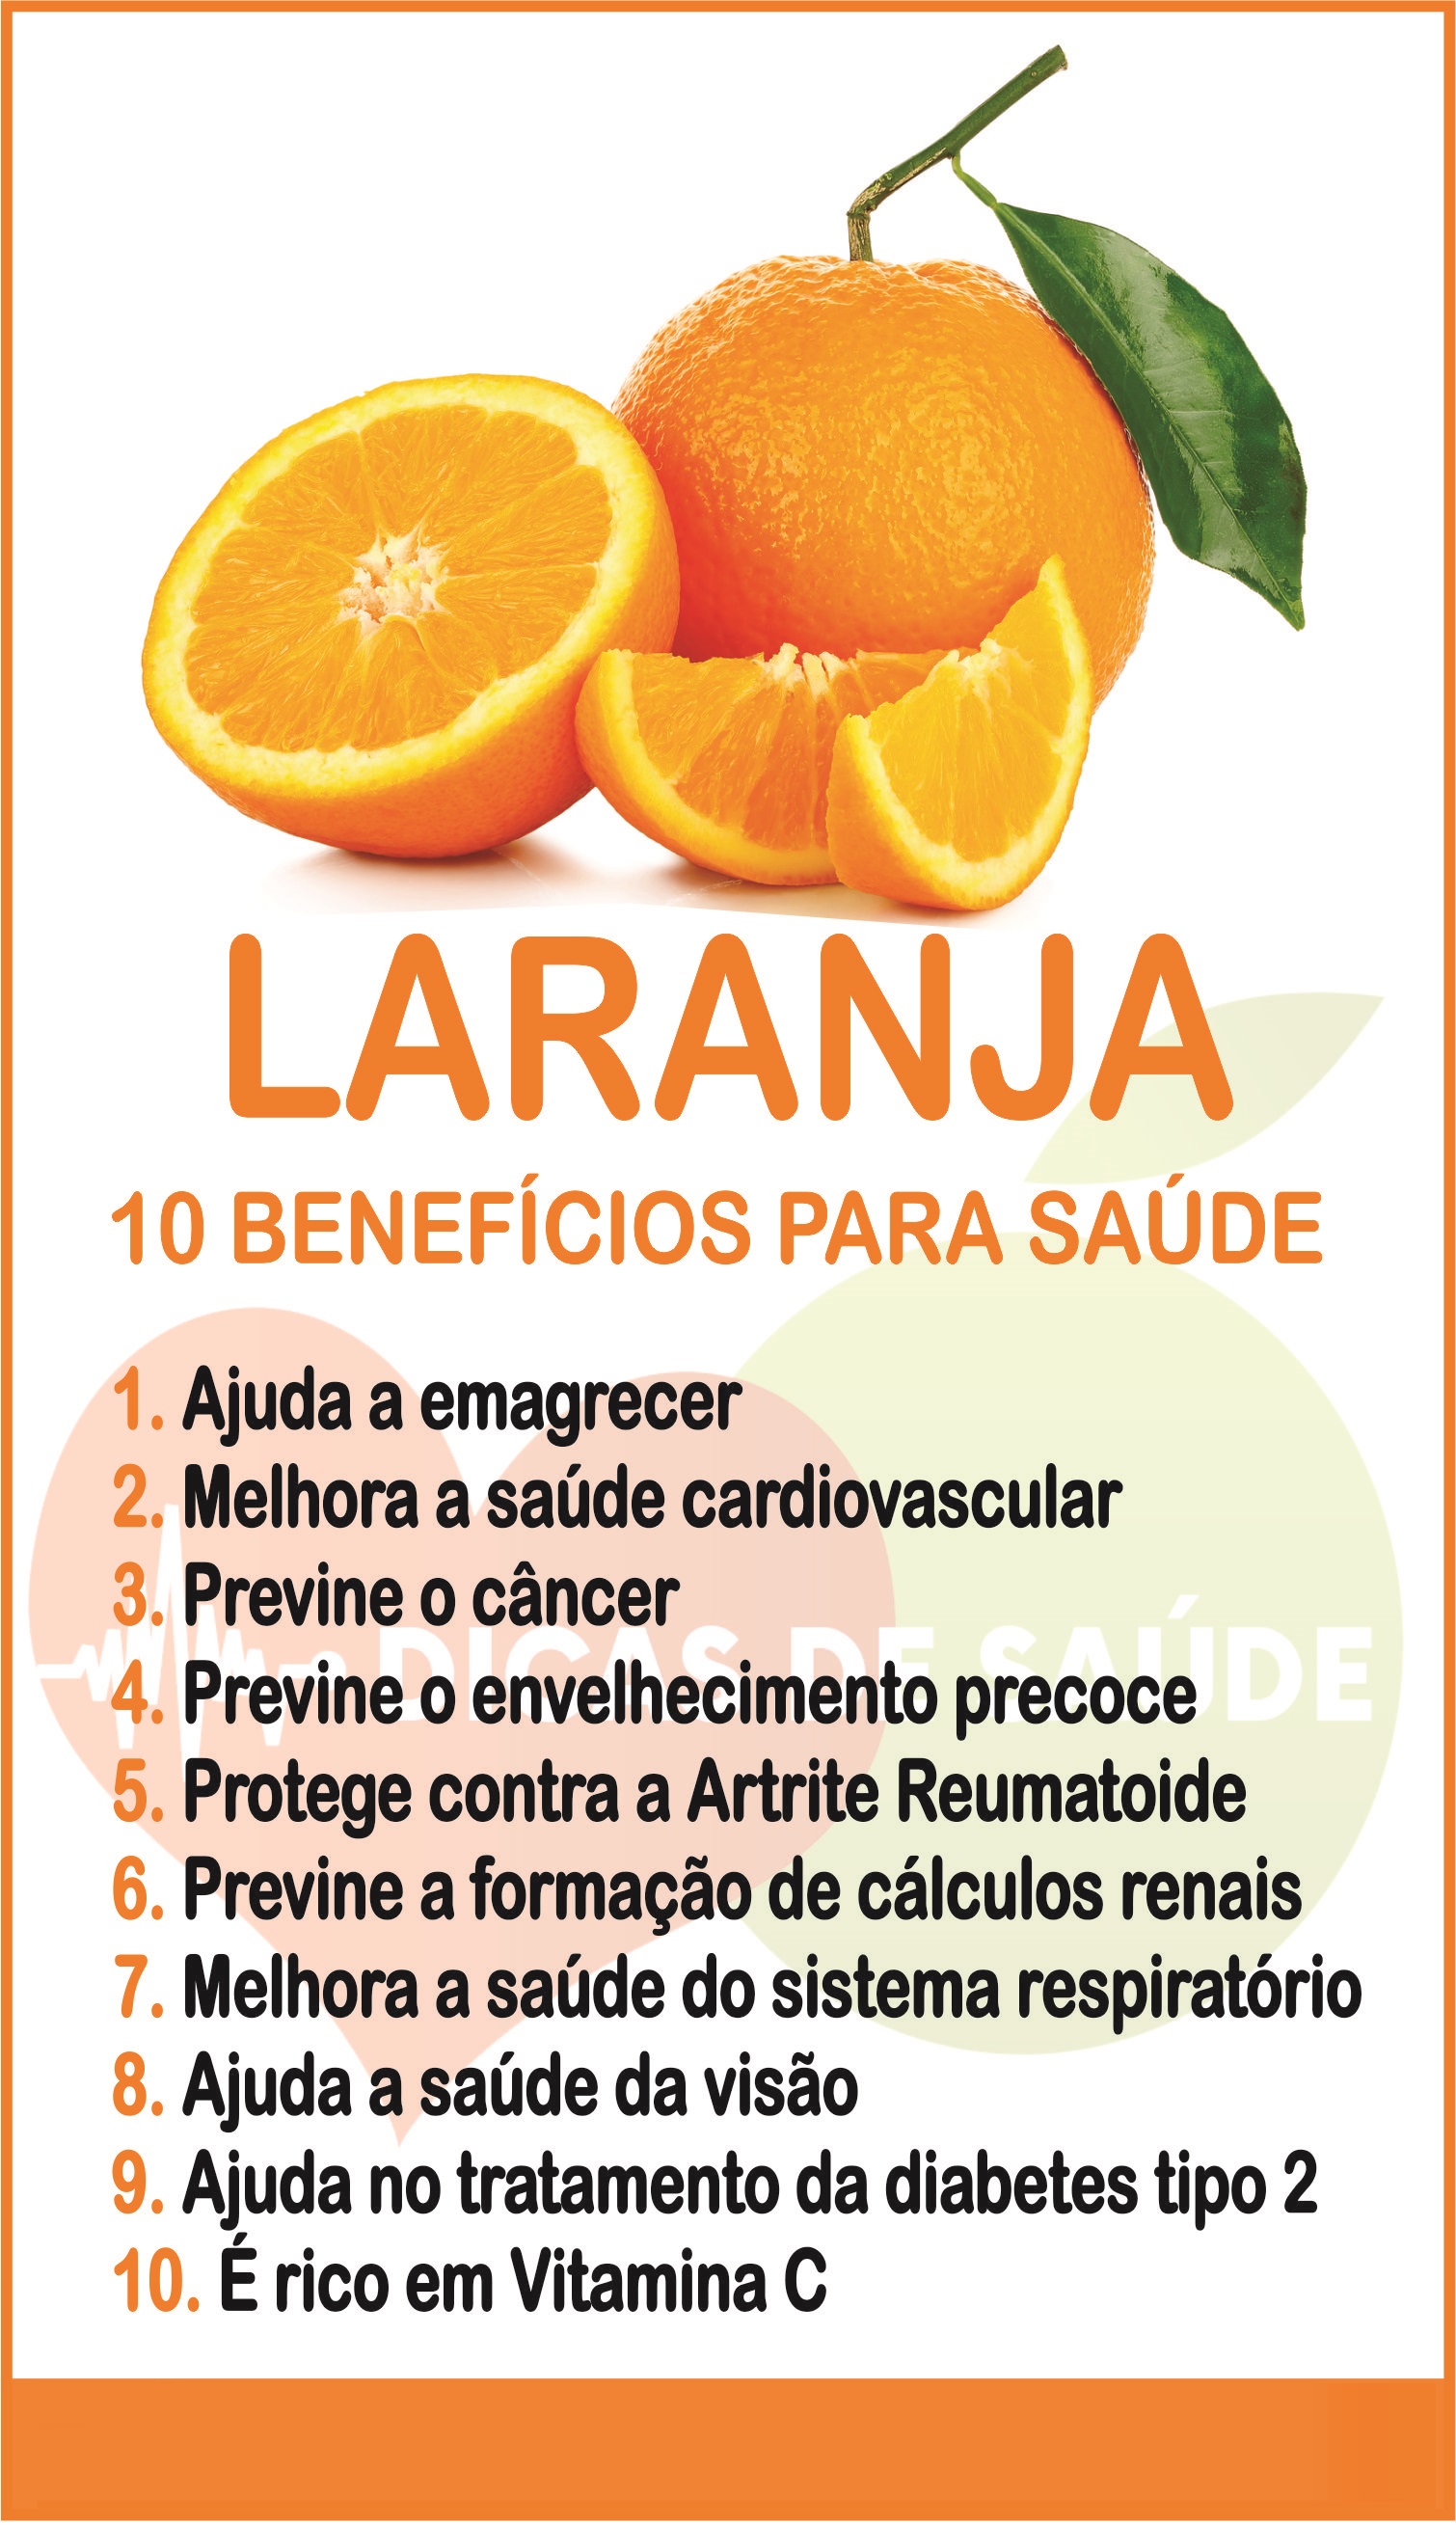 LARANJA
10 BENEFÍCIOS PARA SAÚDE
1. Ajuda a emagrecer
2. Melhora a saúde cardiovascular
3. Previne o câncer
DICAS DE SAÚDE
4. Previne o envelhecimento precoce
5. Protege contra a Artrite Reumatoide
6. Previne a formação de cálculos renais
7. Melhora a saúde do sistema respiratório
8. Ajuda a saúde da visão
9. Ajuda no tratamento da diabetes tipo 2
10. É rico em Vitamina C